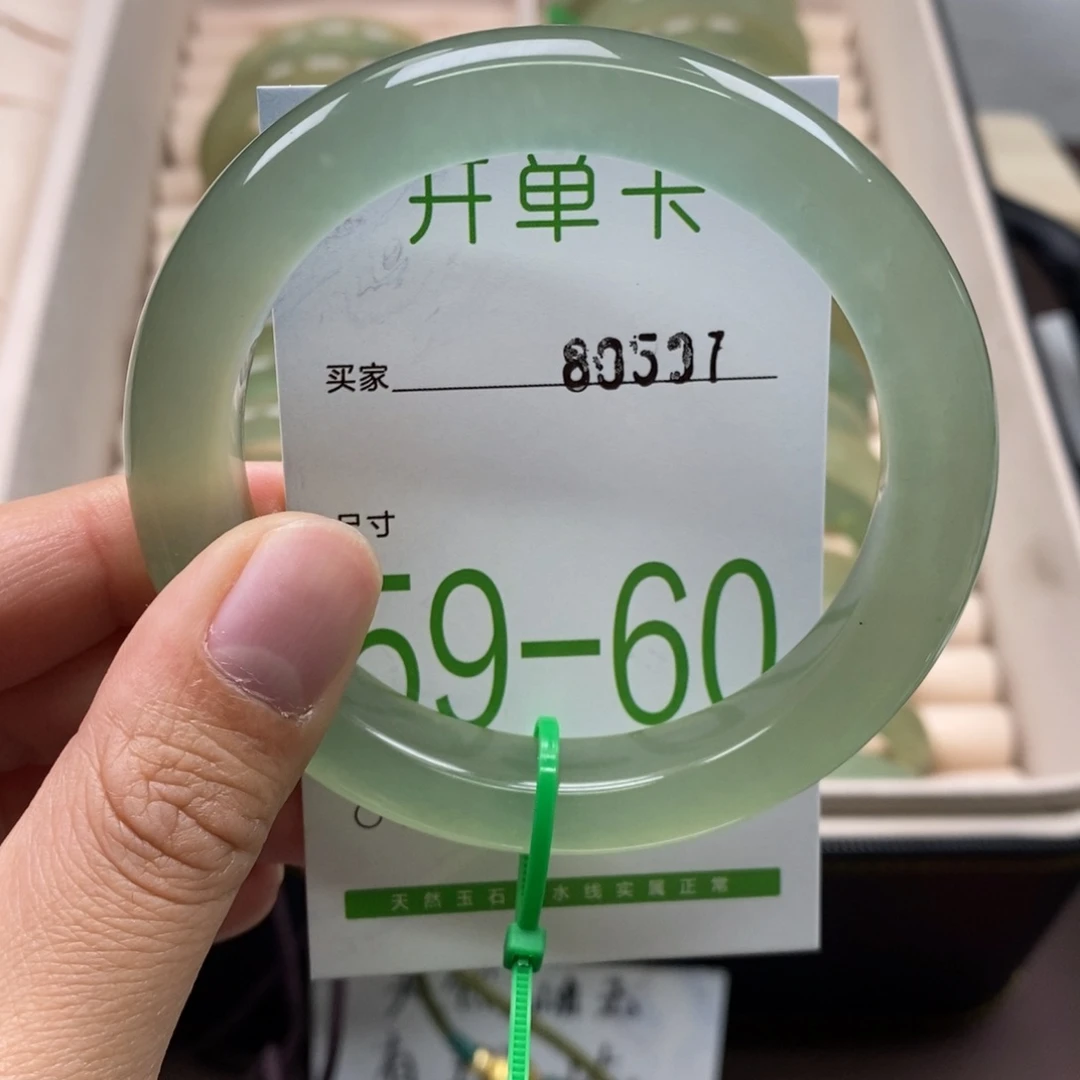 开单卡
买家 80507
尺寸
59-60
天然玉石 水线实属正常